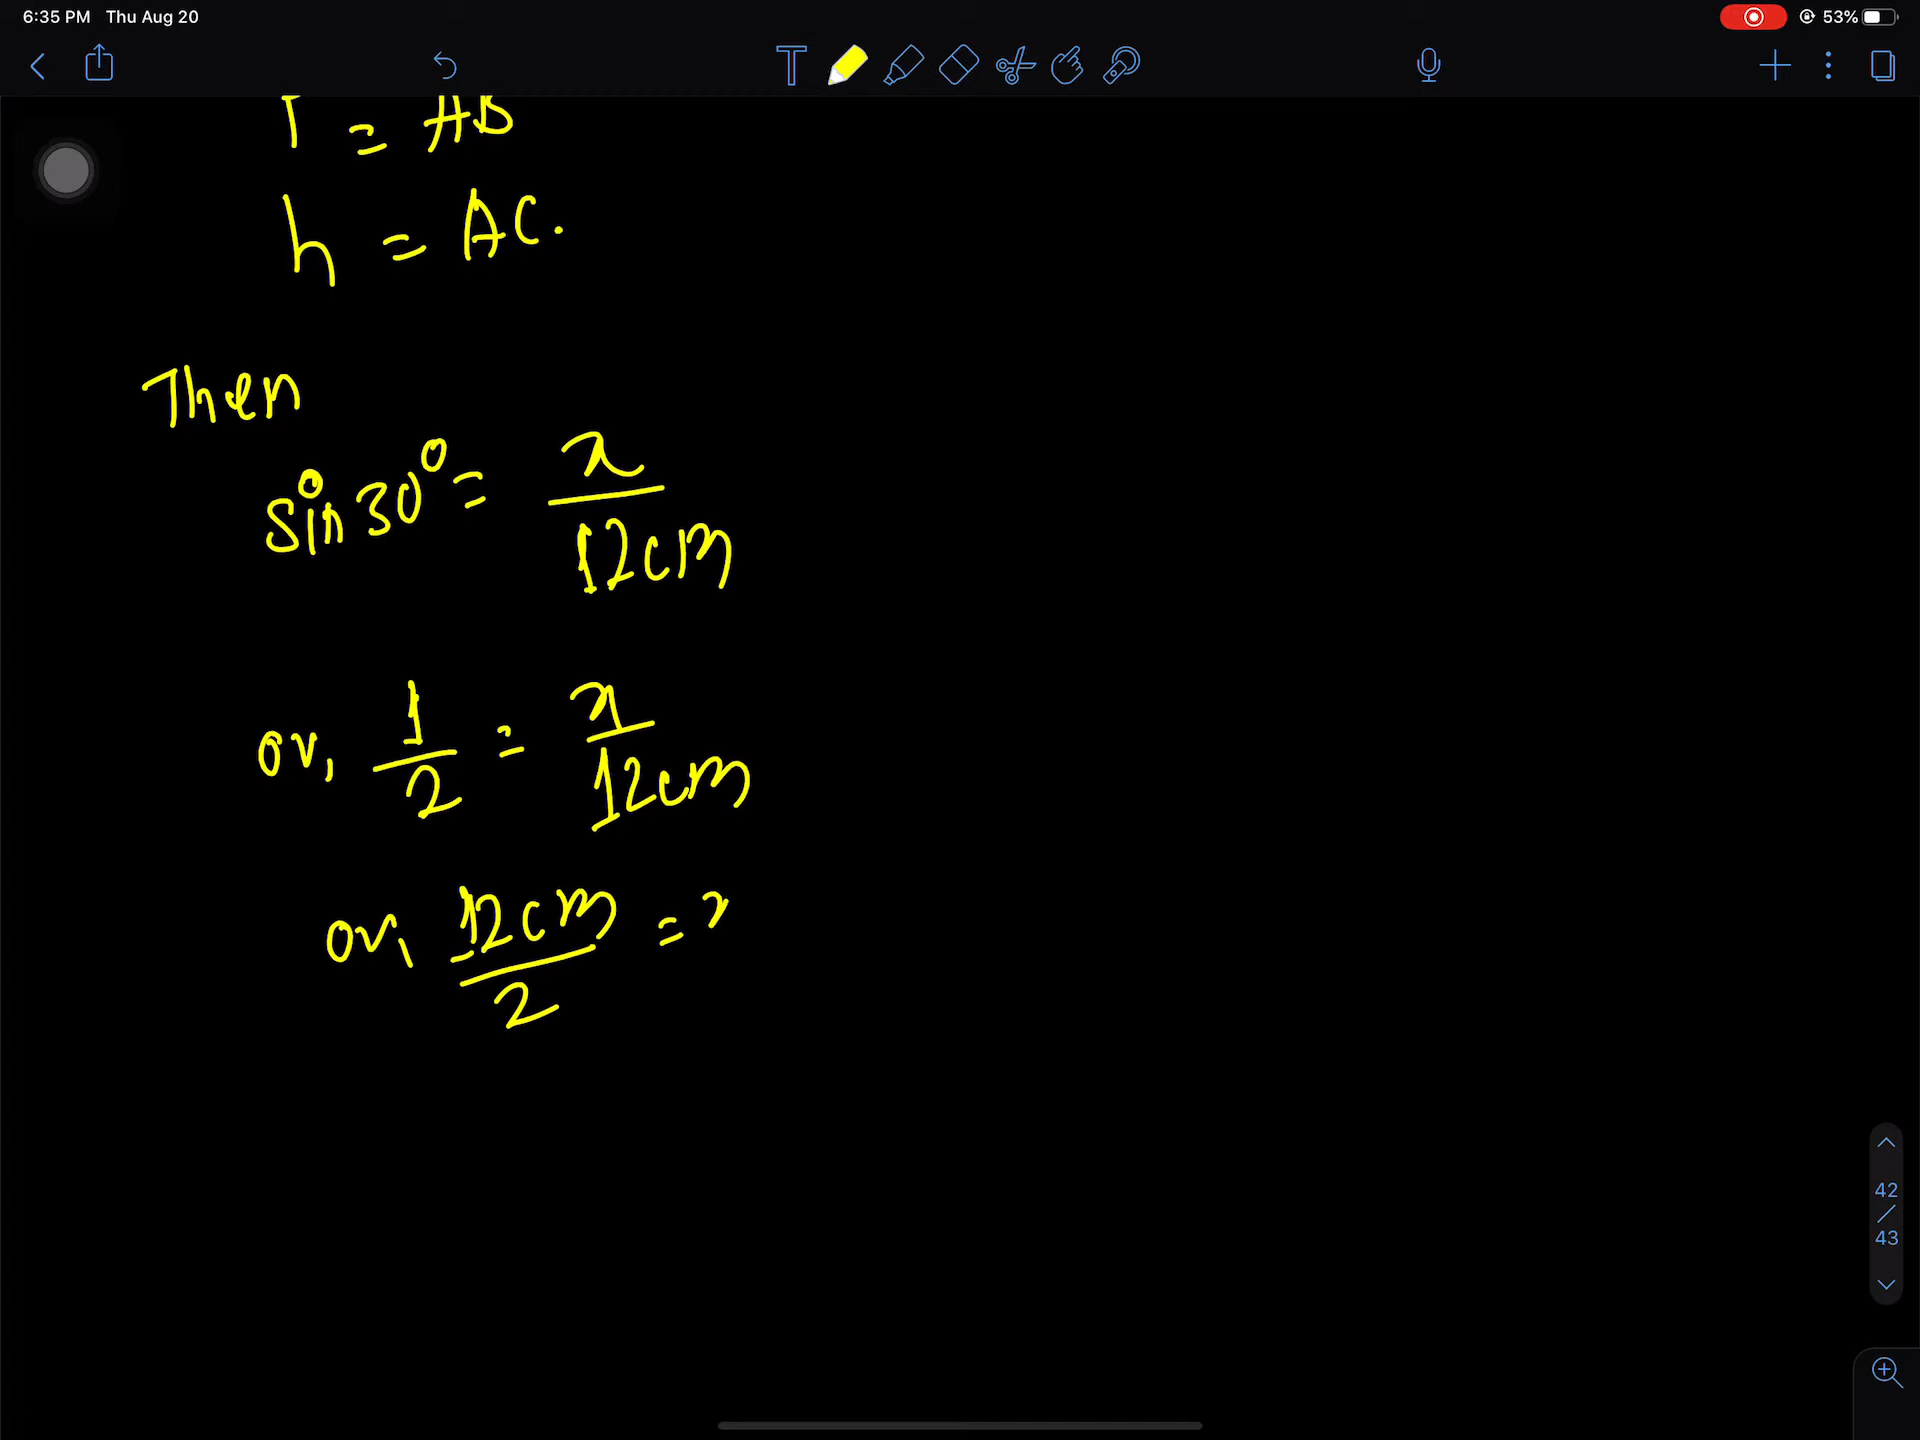 6:35 PM Thu Aug 20
53%
= AB
h = AC.
Then
sin 30° = x / 12cm
or, 1/2 = x / 12cm
or, 12cm / 2 = x
42
/
43